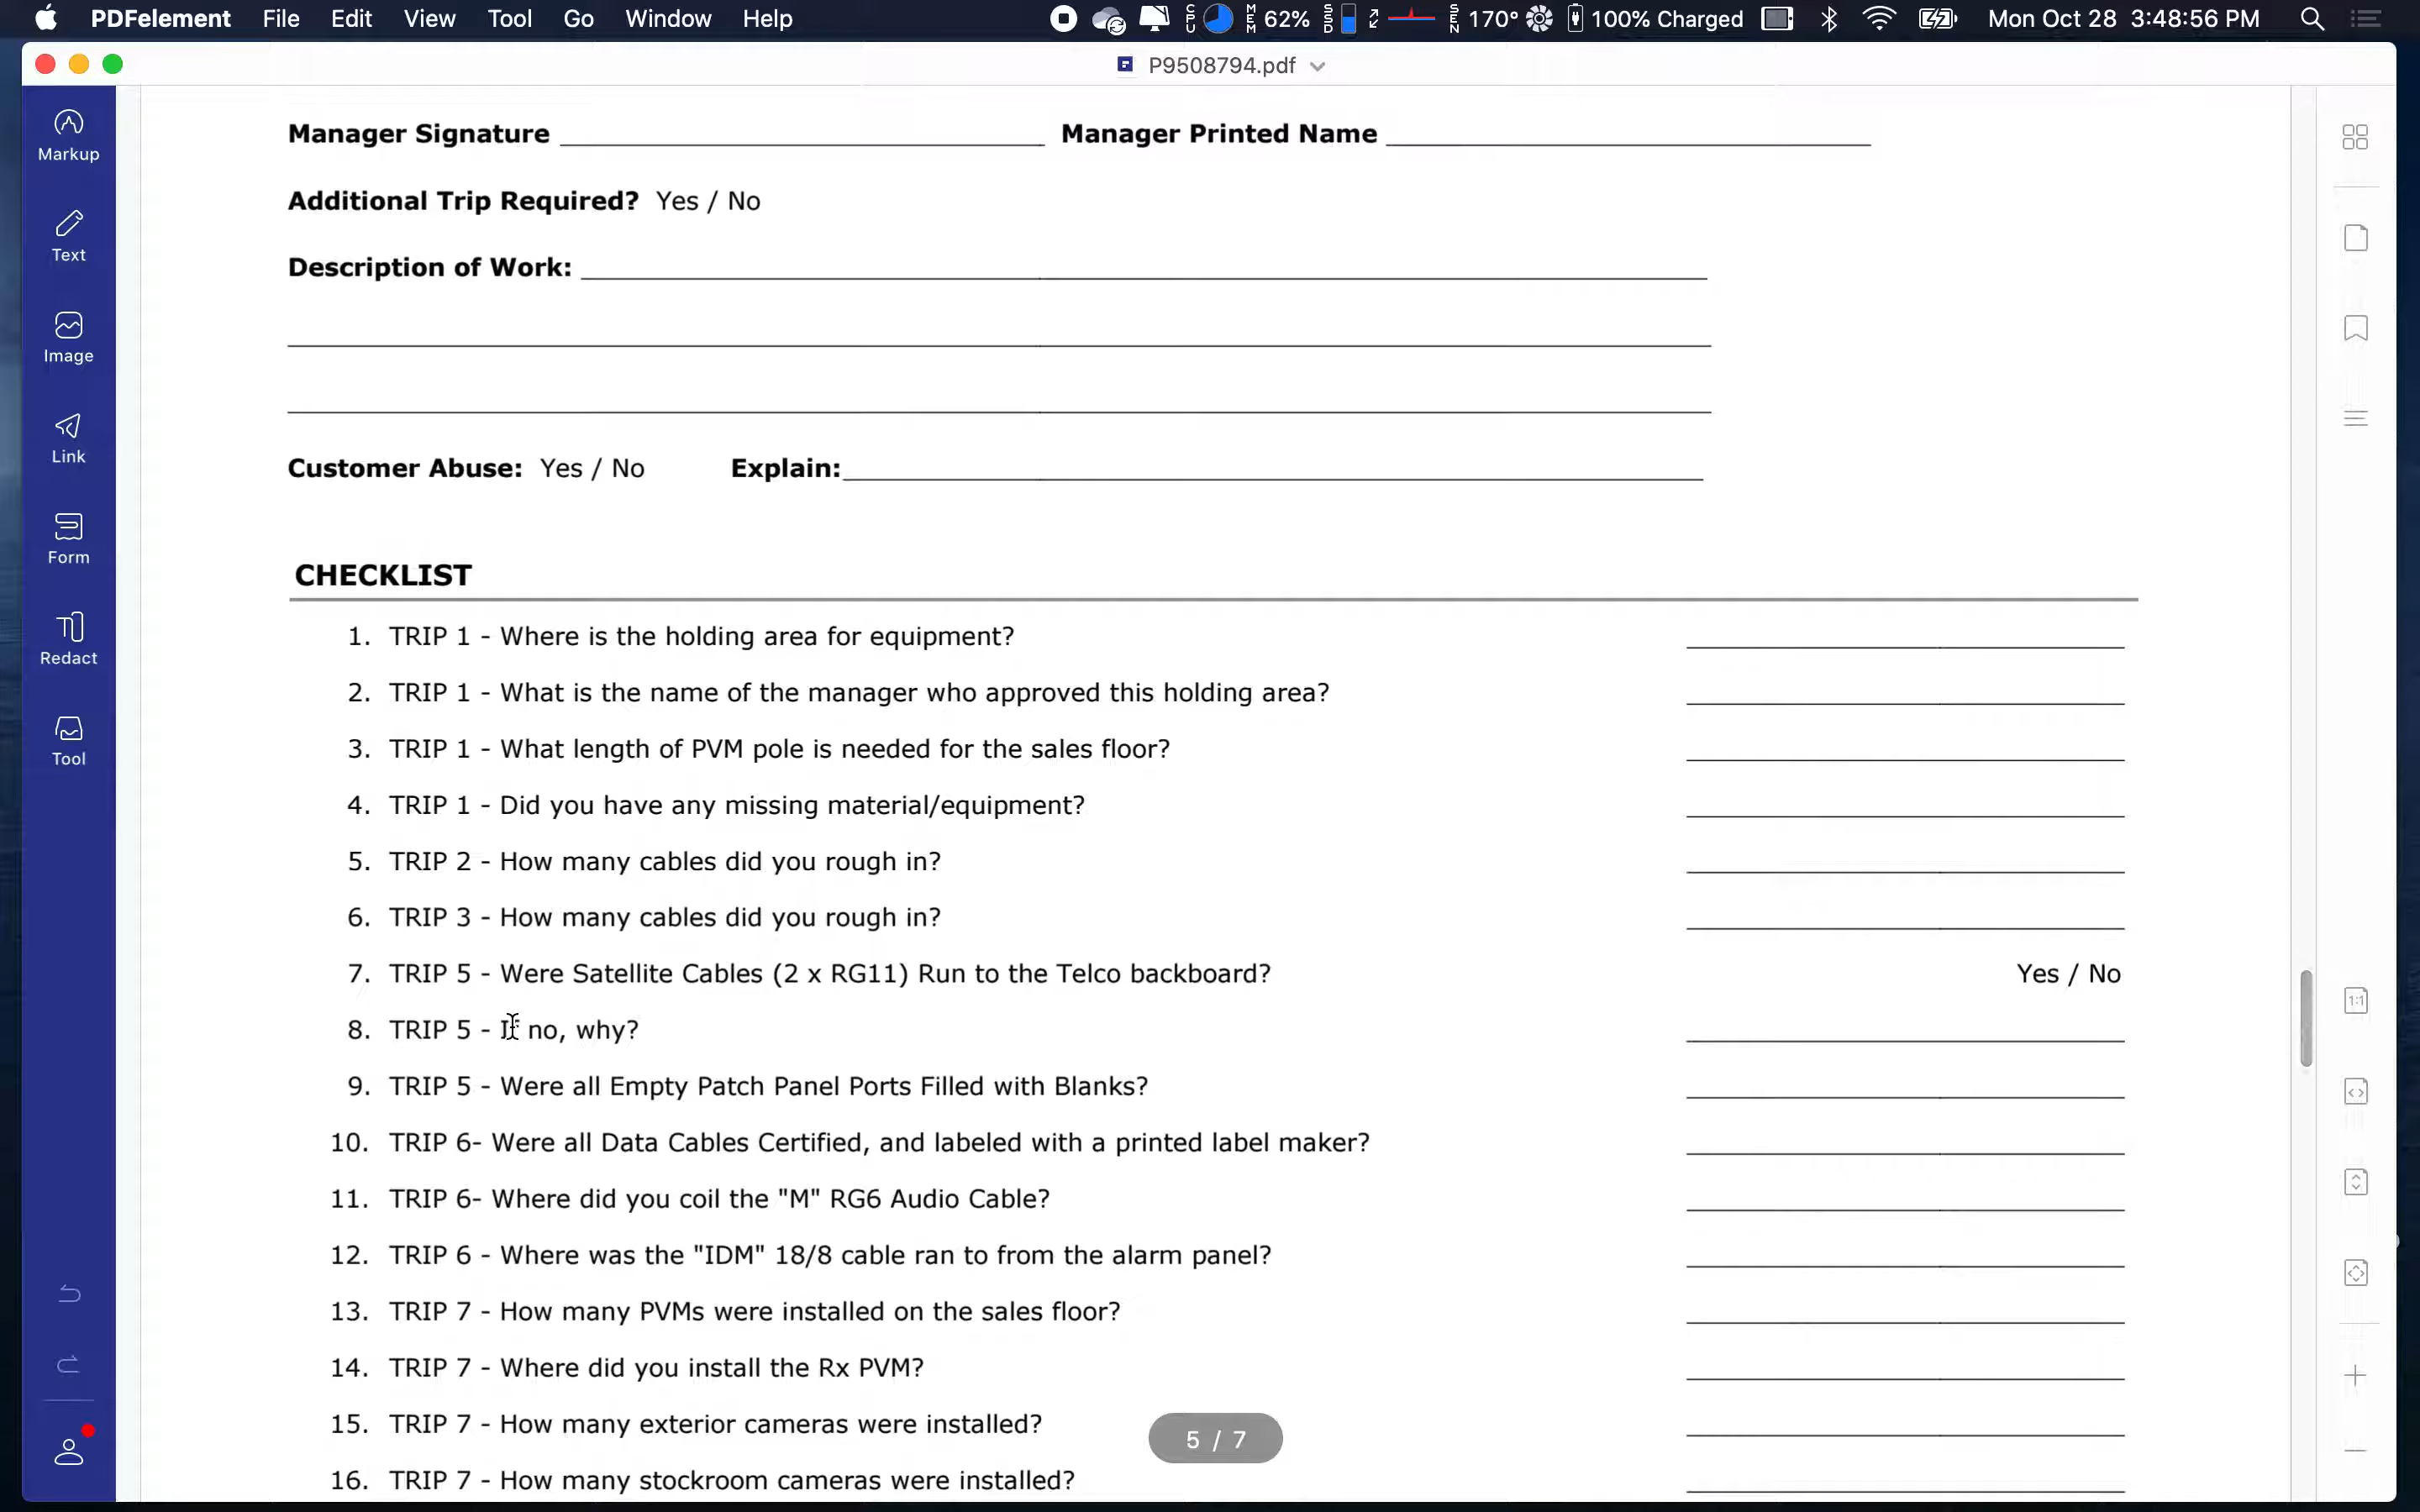 PDFelement File Edit View Tool Go Window Help CPU MEM 62% SSD SEN 170° 100% Charged Mon Oct 28 3:48:56 PM
P9508794.pdf
Markup
Text
Image
Link
Form
Redact
Tool
Manager Signature ____ Manager Printed Name ____
Additional Trip Required? Yes / No
Description of Work: ____
Customer Abuse: Yes / No Explain: ____
CHECKLIST
1. TRIP 1 - Where is the holding area for equipment?
2. TRIP 1 - What is the name of the manager who approved this holding area?
3. TRIP 1 - What length of PVM pole is needed for the sales floor?
4. TRIP 1 - Did you have any missing material/equipment?
5. TRIP 2 - How many cables did you rough in?
6. TRIP 3 - How many cables did you rough in?
7. TRIP 5 - Were Satellite Cables (2 x RG11) Run to the Telco backboard? Yes / No
8. TRIP 5 - If no, why?
9. TRIP 5 - Were all Empty Patch Panel Ports Filled with Blanks?
10. TRIP 6- Were all Data Cables Certified, and labeled with a printed label maker?
11. TRIP 6- Where did you coil the "M" RG6 Audio Cable?
12. TRIP 6 - Where was the "IDM" 18/8 cable ran to from the alarm panel?
13. TRIP 7 - How many PVMs were installed on the sales floor?
14. TRIP 7 - Where did you install the Rx PVM?
15. TRIP 7 - How many exterior cameras were installed?
16. TRIP 7 - How many stockroom cameras were installed?
5 / 7
1:1